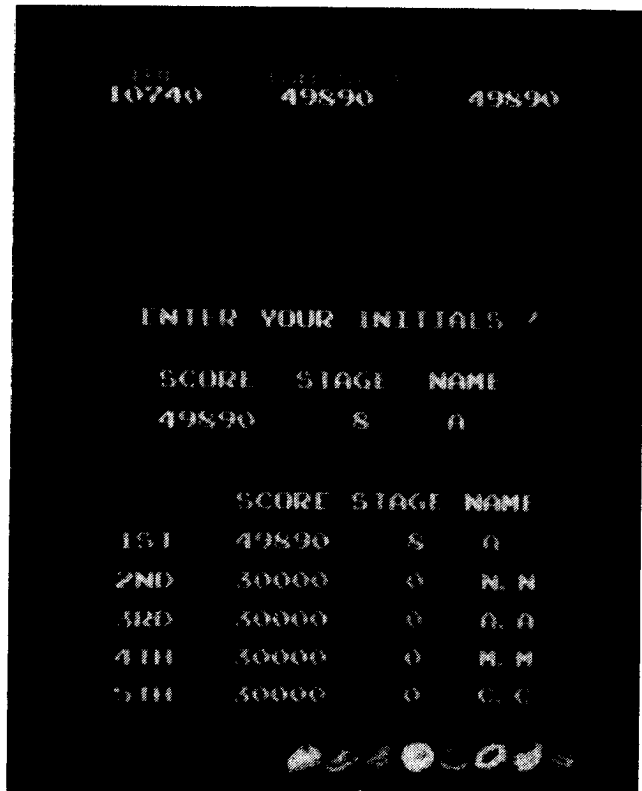 10740 49890 49890
ENTER YOUR INITIALS !
SCORE STAGE NAME
49890 8 A
SCORE STAGE NAME
1ST 49890 8 A
2ND 30000 0 N. N
3RD 30000 0 A. A
4TH 30000 0 M. M
5TH 30000 0 C. C